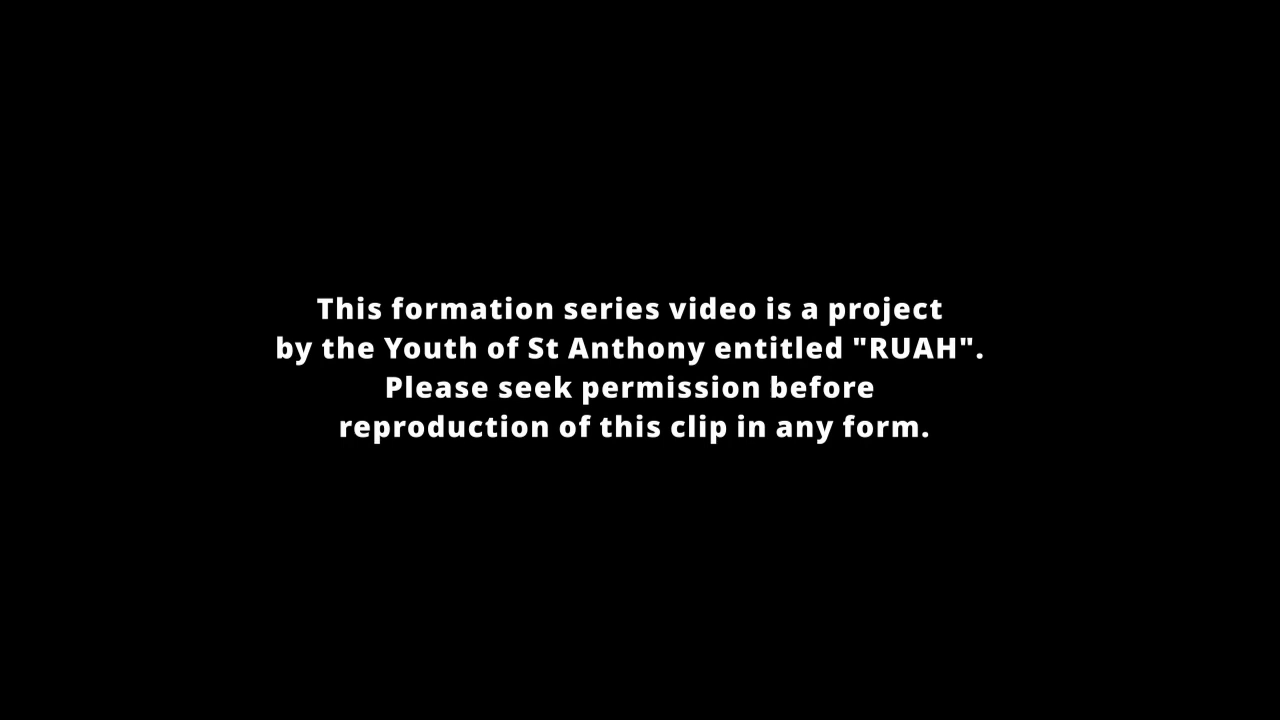 This formation series video is a project
by the Youth of St Anthony entitled "RUAH".
Please seek permission before
reproduction of this clip in any form.